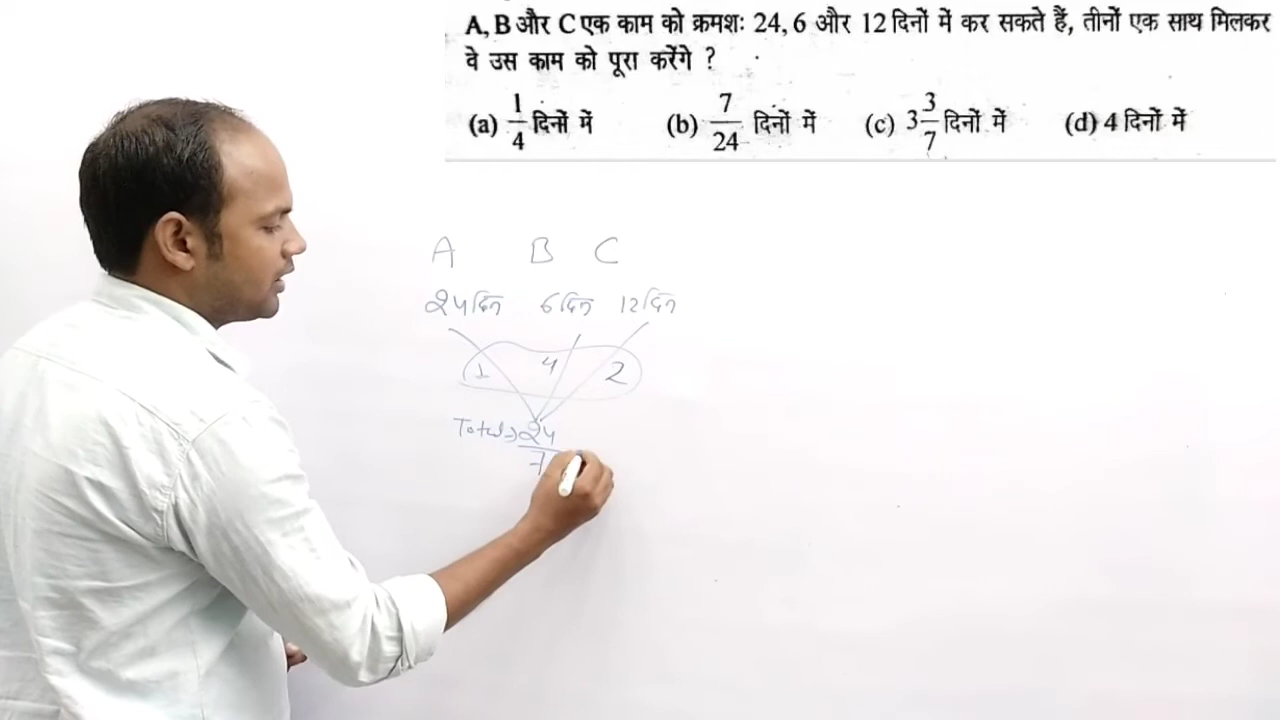 A, B और C एक काम को क्रमशः 24, 6 और 12 दिनों में कर सकते हैं, तीनों एक साथ मिलकर
वे उस काम को पूरा करेंगे ?
(a) 1/4 दिनों में (b) 7/24 दिनों में (c) 3 3/7 दिनों में (d) 4 दिनों में
A B C
24दिन 6दिन 12दिन
1 4 2
Total⇒ 24
7